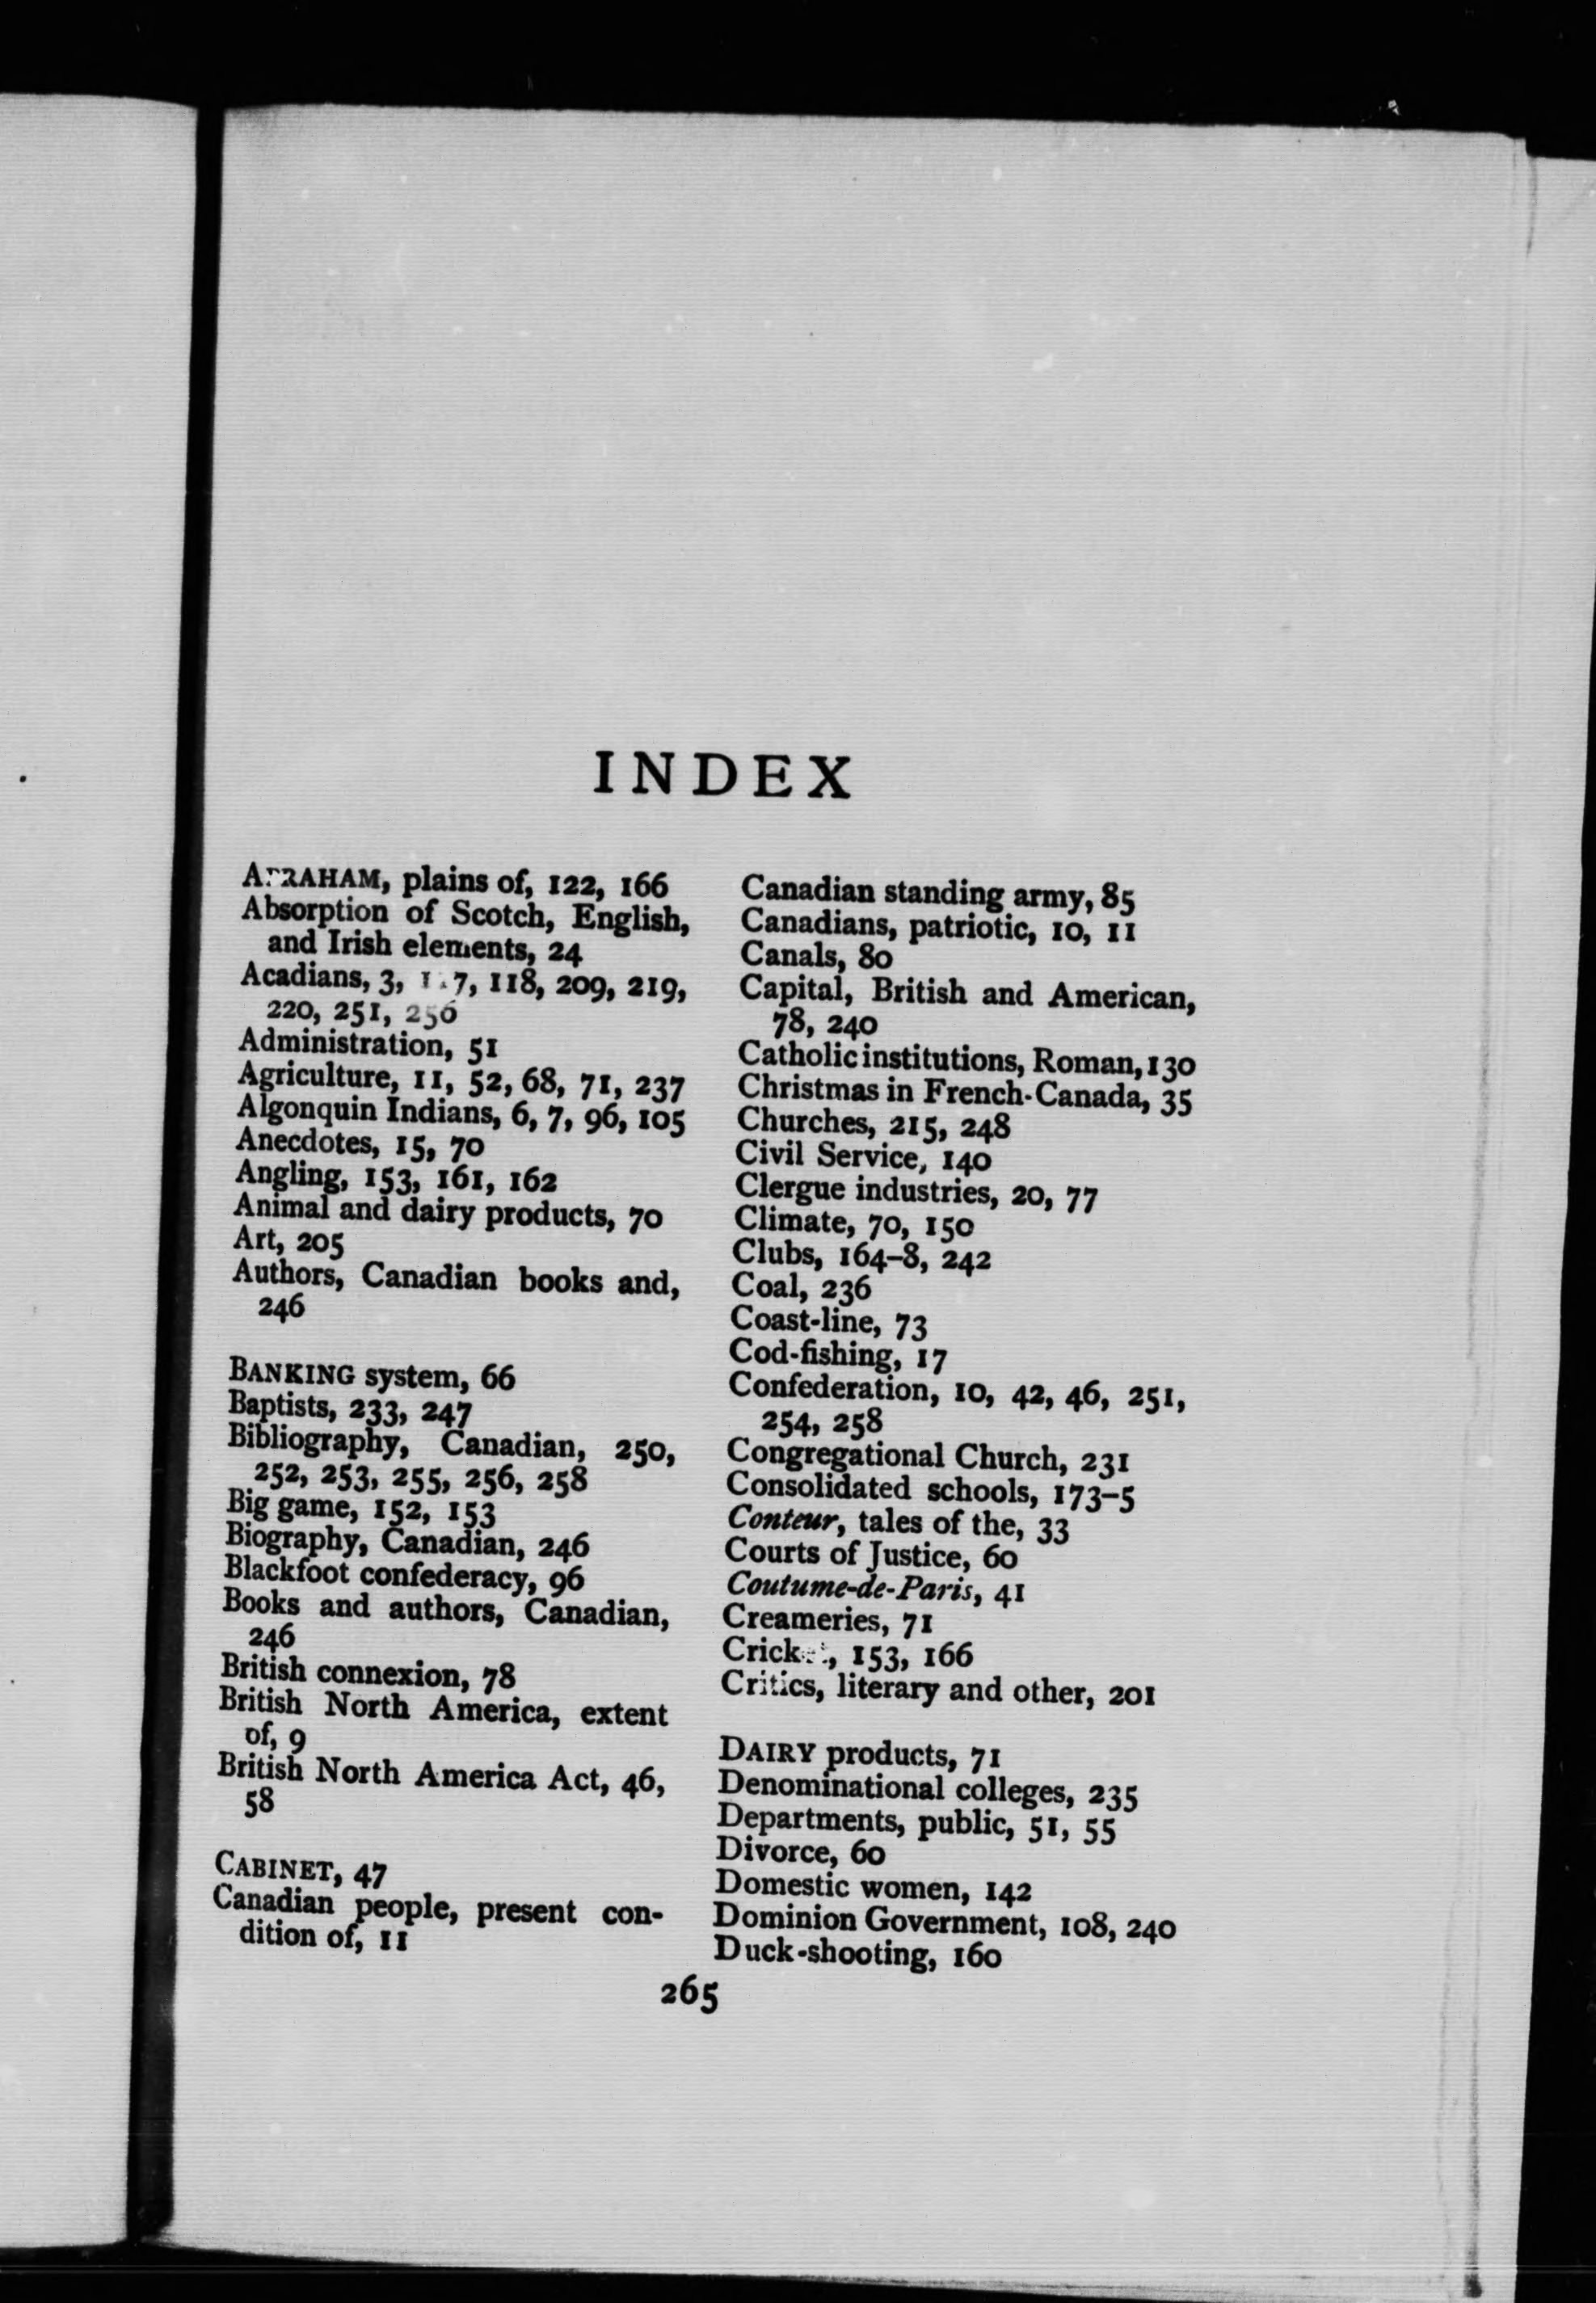 INDEX
ABRAHAM, plains of, 122, 166
Absorption of Scotch, English,
and Irish elements, 24
Acadians, 3, 118, 209, 219,
220, 251, 256
Administration, 51
Agriculture, 11, 52, 68, 71, 237
Algonquin Indians, 6, 7, 96, 105
Anecdotes, 15, 70
Angling, 153, 161, 162
Animal and dairy products, 70
Art, 205
Authors, Canadian books and,
246
BANKING system, 66
Baptists, 233, 247
Bibliography, Canadian, 250,
252, 253, 255, 256, 258
Big game, 152, 153
Biography, Canadian, 246
Blackfoot confederacy, 96
Books and authors, Canadian,
246
British connexion, 78
British North America, extent
of, 9
British North America Act, 46,
58
CABINET, 47
Canadian people, present con-
dition of, 11
Canadian standing army, 85
Canadians, patriotic, 10, 11
Canals, 80
Capital, British and American,
78, 240
Catholic institutions, Roman, 130
Christmas in French-Canada, 35
Churches, 215, 248
Civil Service, 140
Clergue industries, 20, 77
Climate, 70, 150
Clubs, 164-8, 242
Coal, 236
Coast-line, 73
Cod-fishing, 17
Confederation, 10, 42, 46, 251,
254, 258
Congregational Church, 231
Consolidated schools, 173-5
Conteur, tales of the, 33
Courts of Justice, 60
Coutume-de-Paris, 41
Creameries, 71
Cricket, 153, 166
Critics, literary and other, 201
DAIRY products, 71
Denominational colleges, 235
Departments, public, 51, 55
Divorce, 60
Domestic women, 142
Dominion Government, 108, 240
Duck-shooting, 160
265